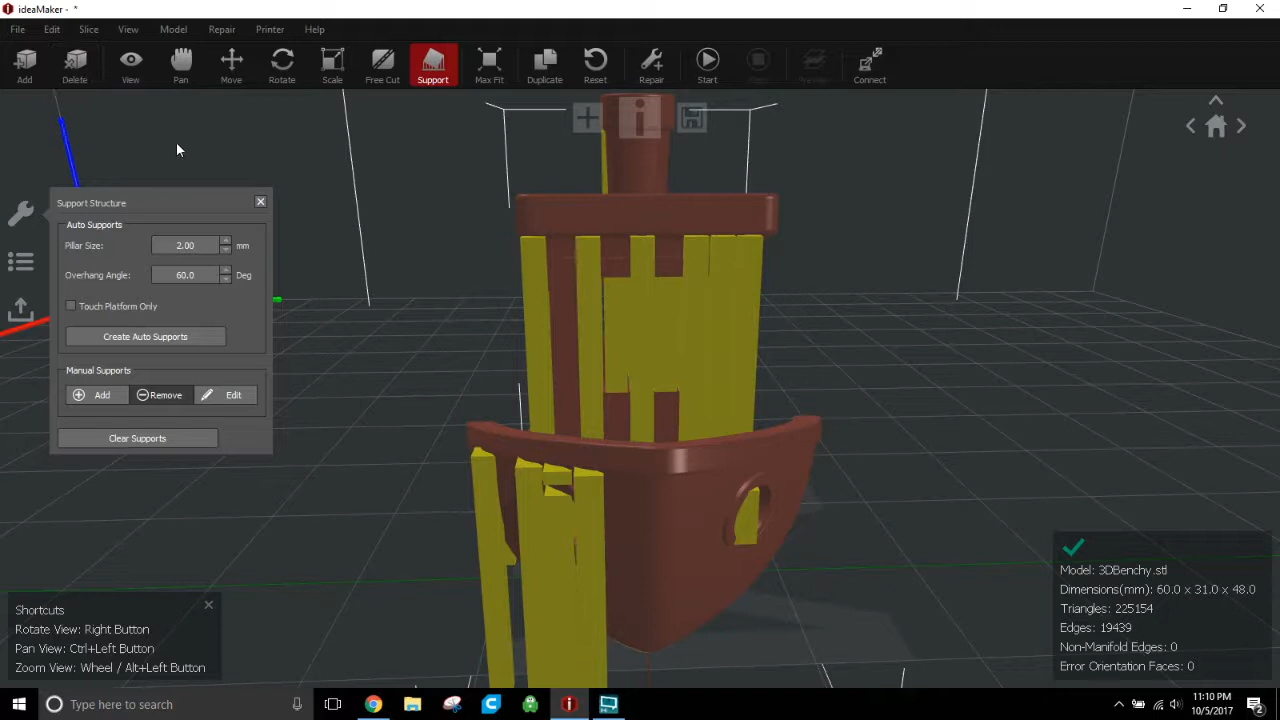 ideaMaker - *
File Edit Slice View Model Repair Printer Help
Add Delete View Pan Move Rotate Scale Free Cut Support Max Fit Duplicate Reset Repair Start Connect
Support Structure
Auto Supports
Pillar Size: 2.00 mm
Overhang Angle: 60.0 Deg
Touch Platform Only
Create Auto Supports
Manual Supports
Add Remove Edit
Clear Supports
Model: 3DBenchy.stl
Dimensions(mm): 60.0 x 31.0 x 48.0
Triangles: 225154
Edges: 19439
Non-Manifold Edges: 0
Error Orientation Faces: 0
Shortcuts
Rotate View: Right Button
Pan View: Ctrl+Left Button
Zoom View: Wheel / Alt+Left Button
Type here to search
11:10 PM
10/5/2017
2